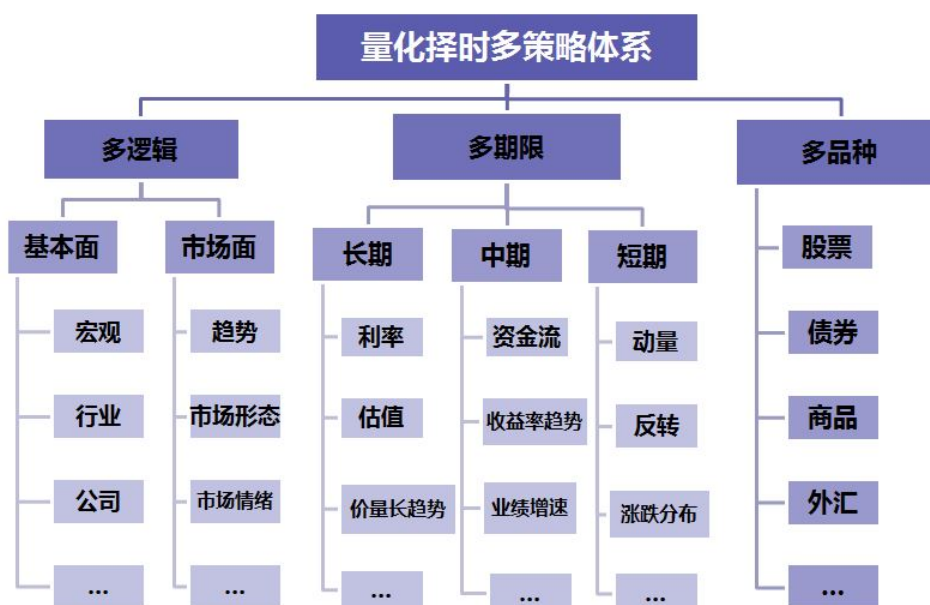 量化择时多策略体系
多逻辑
多期限
多品种
基本面
市场面
长期
中期
短期
股票
宏观
趋势
利率
资金流
动量
债券
行业
市场形态
估值
收益率趋势
反转
商品
公司
市场情绪
价量长趋势
业绩增速
涨跌分布
外汇
...
...
...
...
...
...